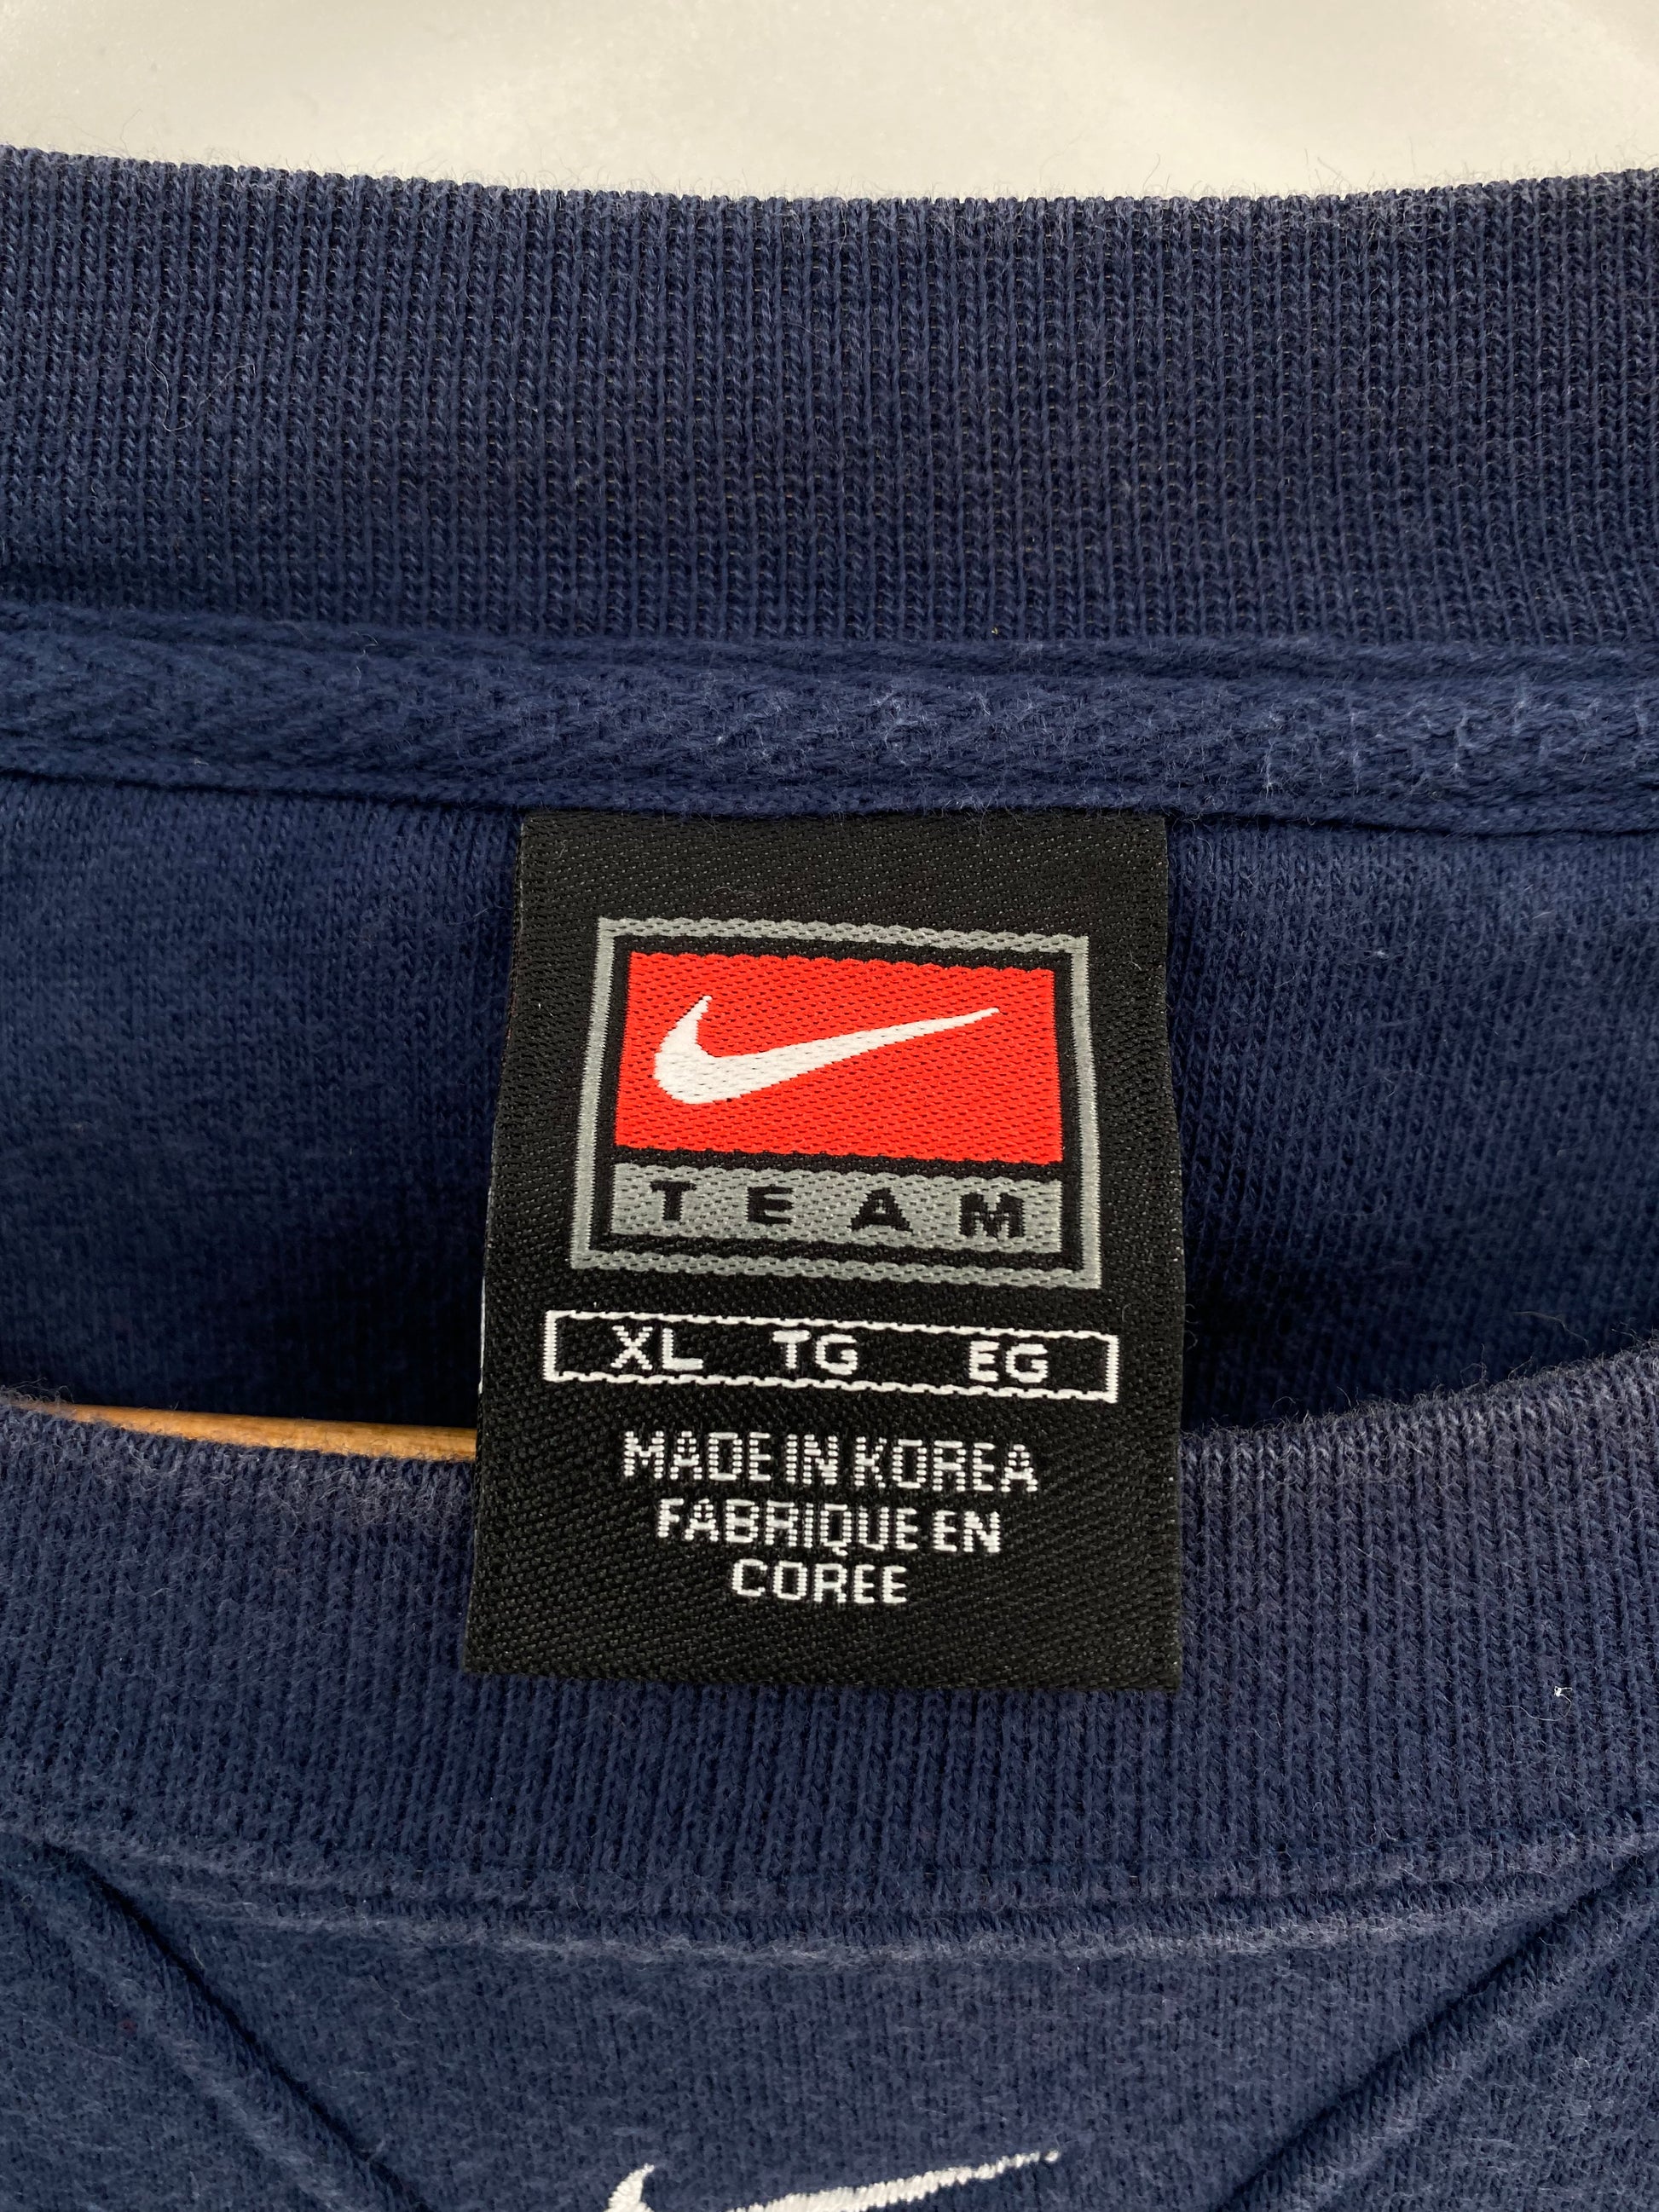 TEAM
XL TG EG
MADE IN KOREA
FABRIQUE EN
COREE